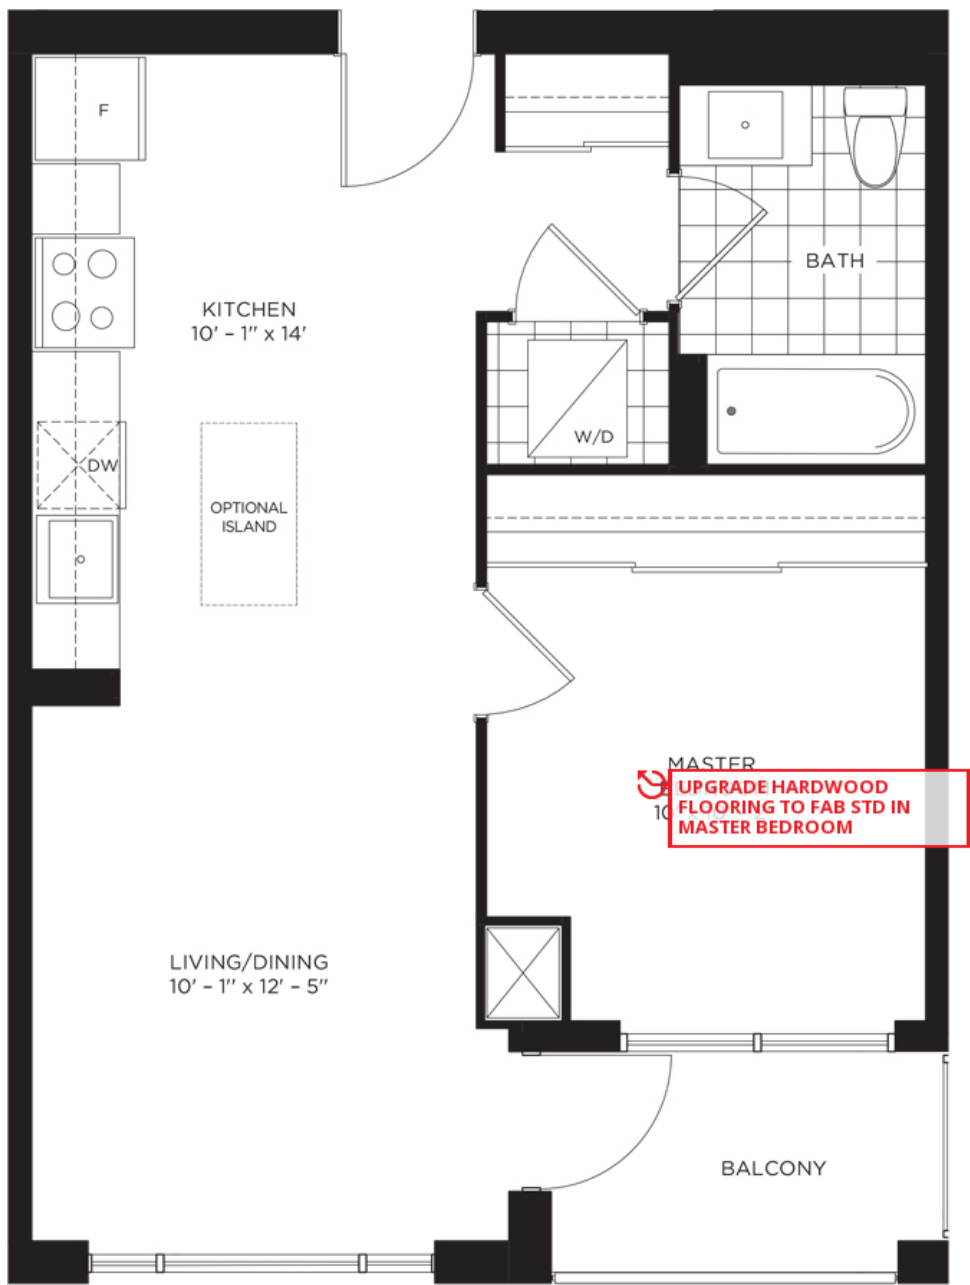 F
KITCHEN
10' – 1" x 14'
BATH
W/D
DW
OPTIONAL
ISLAND
MASTER
UPGRADE HARDWOOD
FLOORING TO FAB STD IN
MASTER BEDROOM
LIVING/DINING
10' – 1" x 12' – 5"
BALCONY